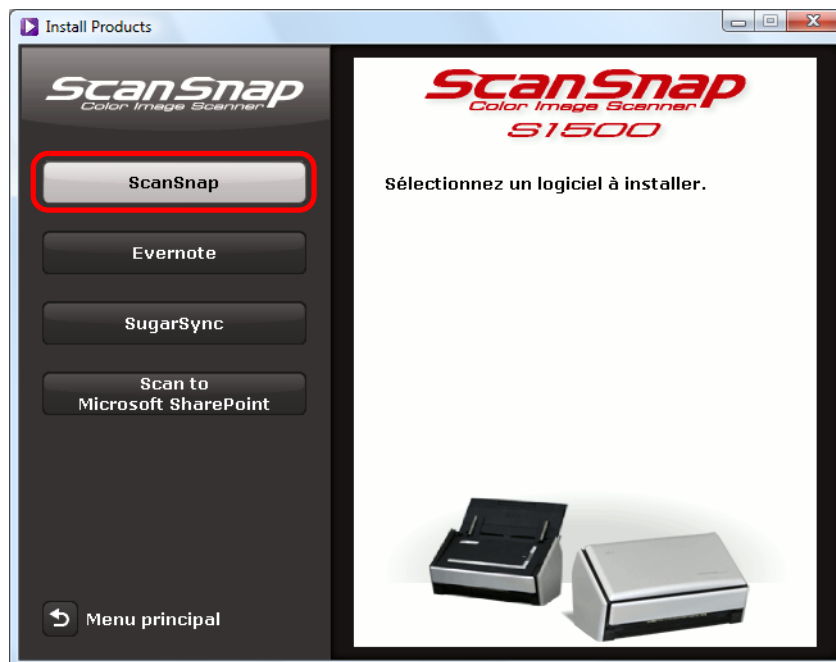 Install Products
ScanSnap
Color Image Scanner
ScanSnap
Evernote
SugarSync
Scan to
Microsoft SharePoint
Menu principal
ScanSnap
Color Image Scanner
S1500
Sélectionnez un logiciel à installer.